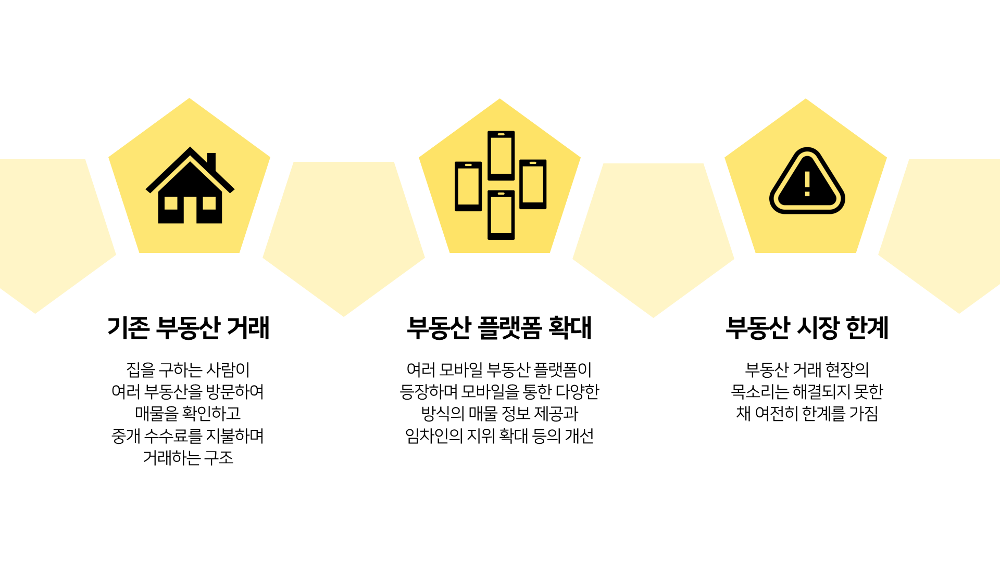 기존 부동산 거래
집을 구하는 사람이
여러 부동산을 방문하여
매물을 확인하고
중개 수수료를 지불하며
거래하는 구조
부동산 플랫폼 확대
여러 모바일 부동산 플랫폼이
등장하며 모바일을 통한 다양한
방식의 매물 정보 제공과
임차인의 지위 확대 등의 개선
부동산 시장 한계
부동산 거래 현장의
목소리는 해결되지 못한
채 여전히 한계를 가짐